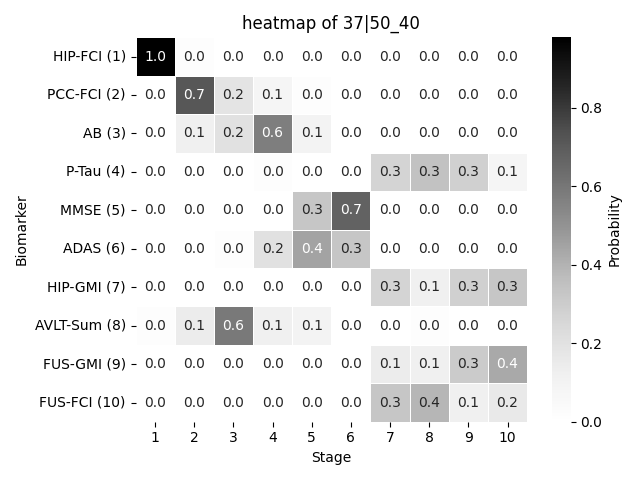 heatmap of 37|50_40
HIP-FCI (1) 1.0 0.0 0.0 0.0 0.0 0.0 0.0 0.0 0.0 0.0
PCC-FCI (2) 0.0 0.7 0.2 0.1 0.0 0.0 0.0 0.0 0.0 0.0
AB (3) 0.0 0.1 0.2 0.6 0.1 0.0 0.0 0.0 0.0 0.0
P-Tau (4) 0.0 0.0 0.0 0.0 0.0 0.0 0.3 0.3 0.3 0.1
MMSE (5) 0.0 0.0 0.0 0.0 0.3 0.7 0.0 0.0 0.0 0.0
ADAS (6) 0.0 0.0 0.0 0.2 0.4 0.3 0.0 0.0 0.0 0.0
HIP-GMI (7) 0.0 0.0 0.0 0.0 0.0 0.0 0.3 0.1 0.3 0.3
AVLT-Sum (8) 0.0 0.1 0.6 0.1 0.1 0.0 0.0 0.0 0.0 0.0
FUS-GMI (9) 0.0 0.0 0.0 0.0 0.0 0.0 0.1 0.1 0.3 0.4
FUS-FCI (10) 0.0 0.0 0.0 0.0 0.0 0.0 0.3 0.4 0.1 0.2
1 2 3 4 5 6 7 8 9 10
Stage
Biomarker
0.8
0.6
0.4
0.2
0.0
Probability